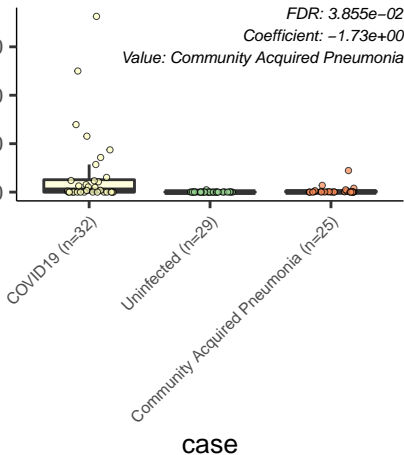 FDR: 3.855e−02
Coefficient: −1.73e+00
Value: Community Acquired Pneumonia
COVID19 (n=32)
Uninfected (n=29)
Community Acquired Pneumonia (n=25)
case